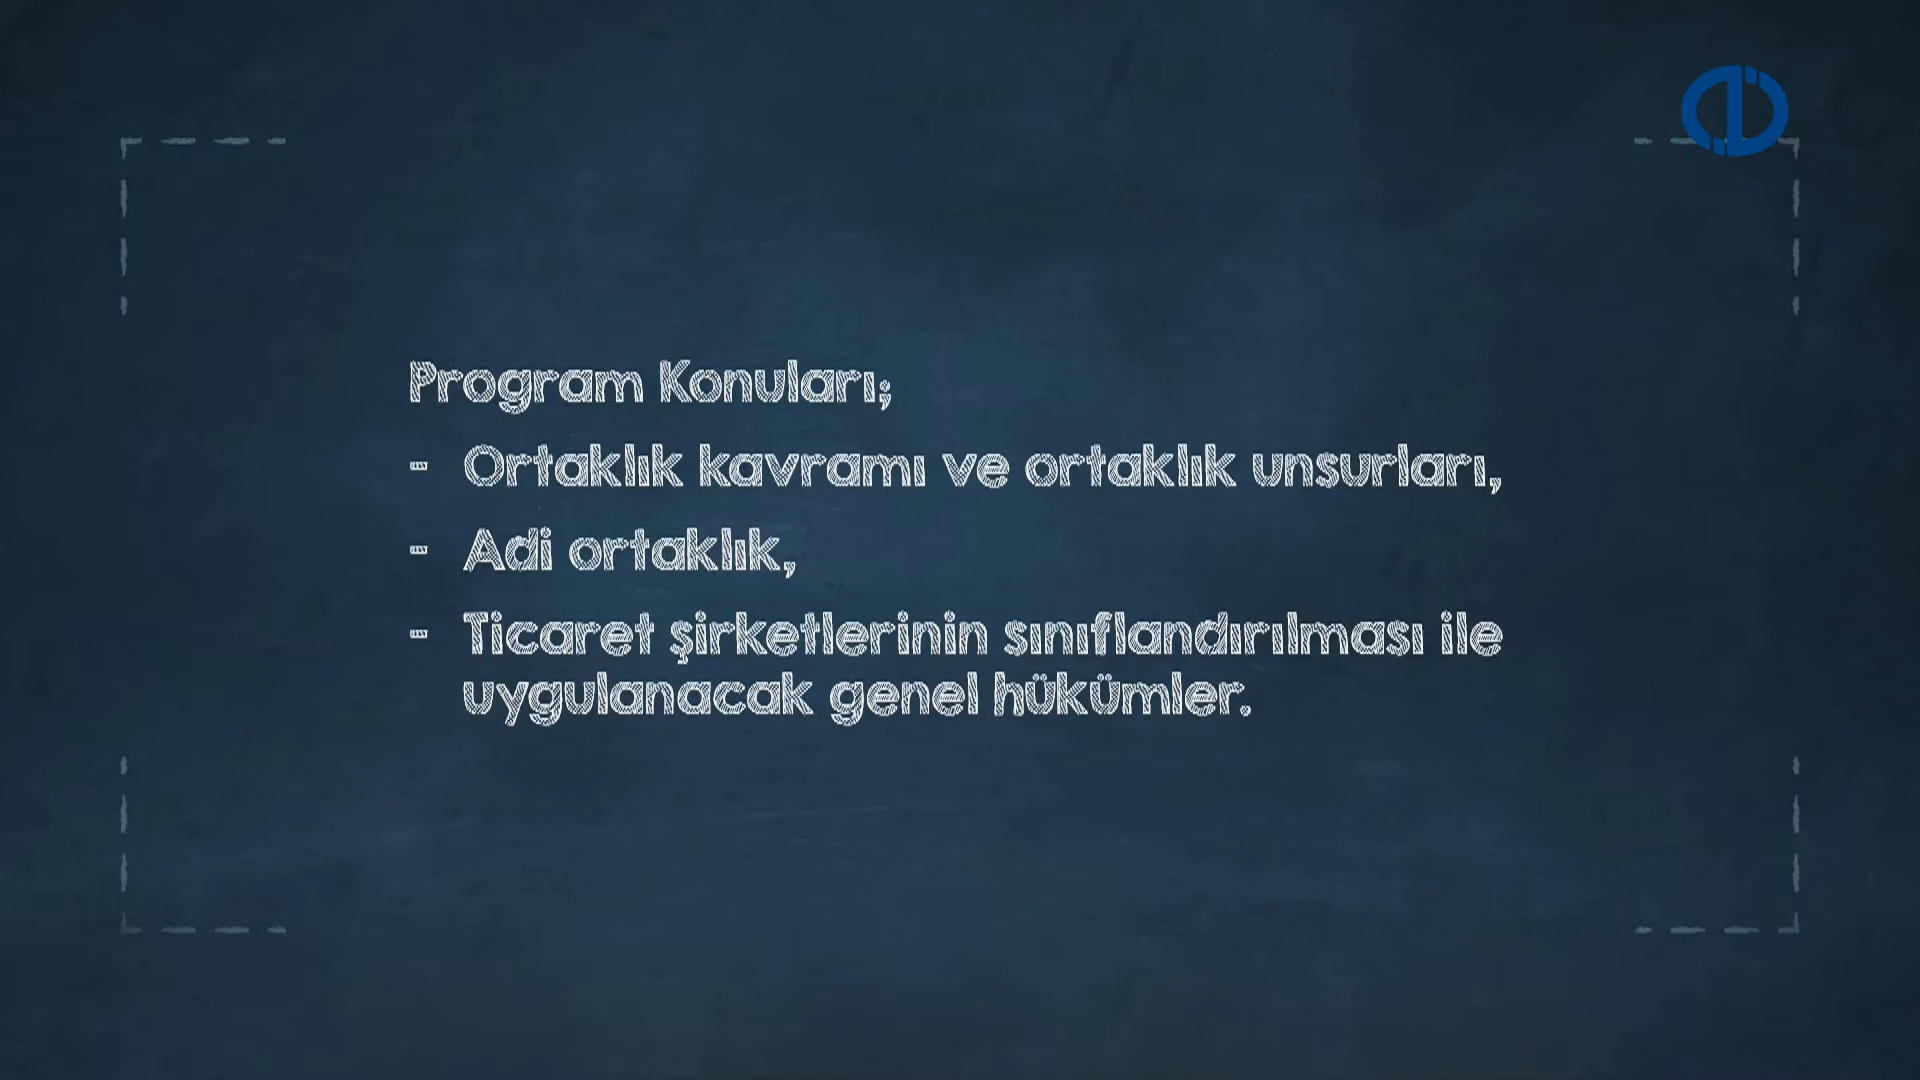 Program Konuları;
- Ortaklık kavramı ve ortaklık unsurları,
- Adi ortaklık,
- Ticaret şirketlerinin sınıflandırılması ile
uygulanacak genel hükümler.